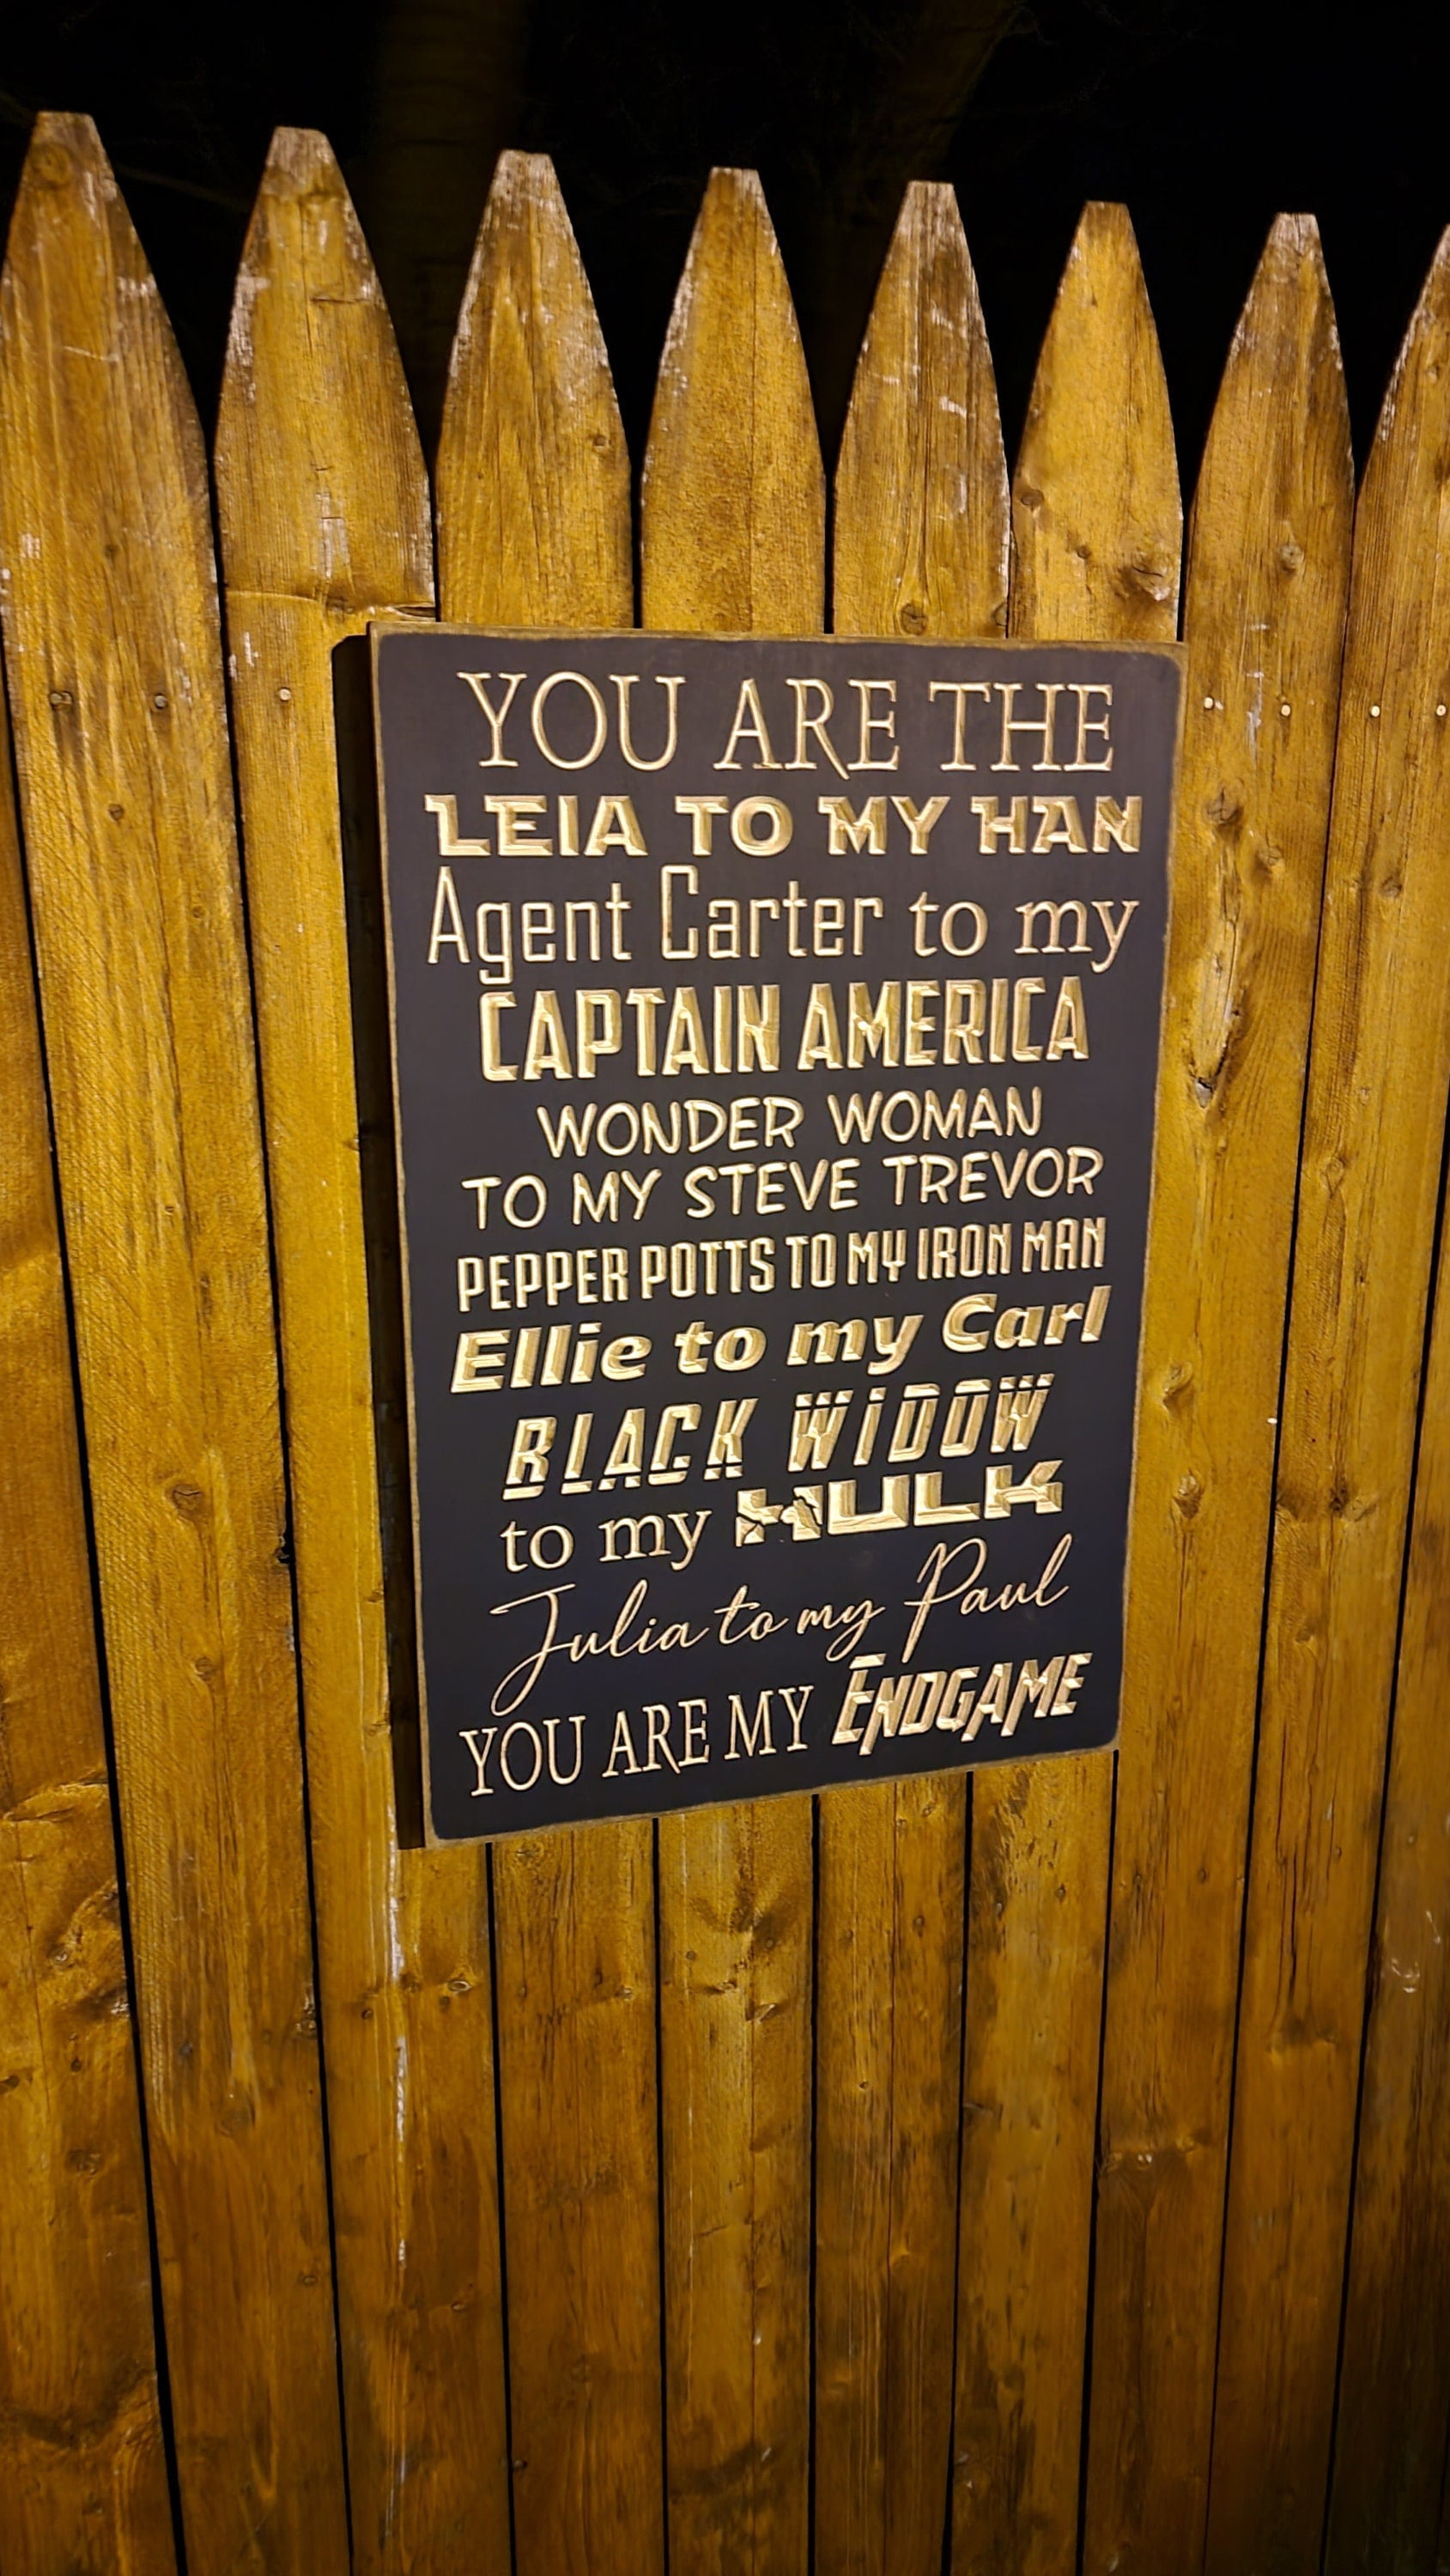 YOU ARE THE
LEIA TO MY HAN
Agent Carter to my
CAPTAIN AMERICA
WONDER WOMAN
TO MY STEVE TREVOR
PEPPER POTTS TO MY IRON MAN
Ellie to my Carl
BLACK WiDOW
to my HULK
Julia to my Paul
YOU ARE MY ENDGAME